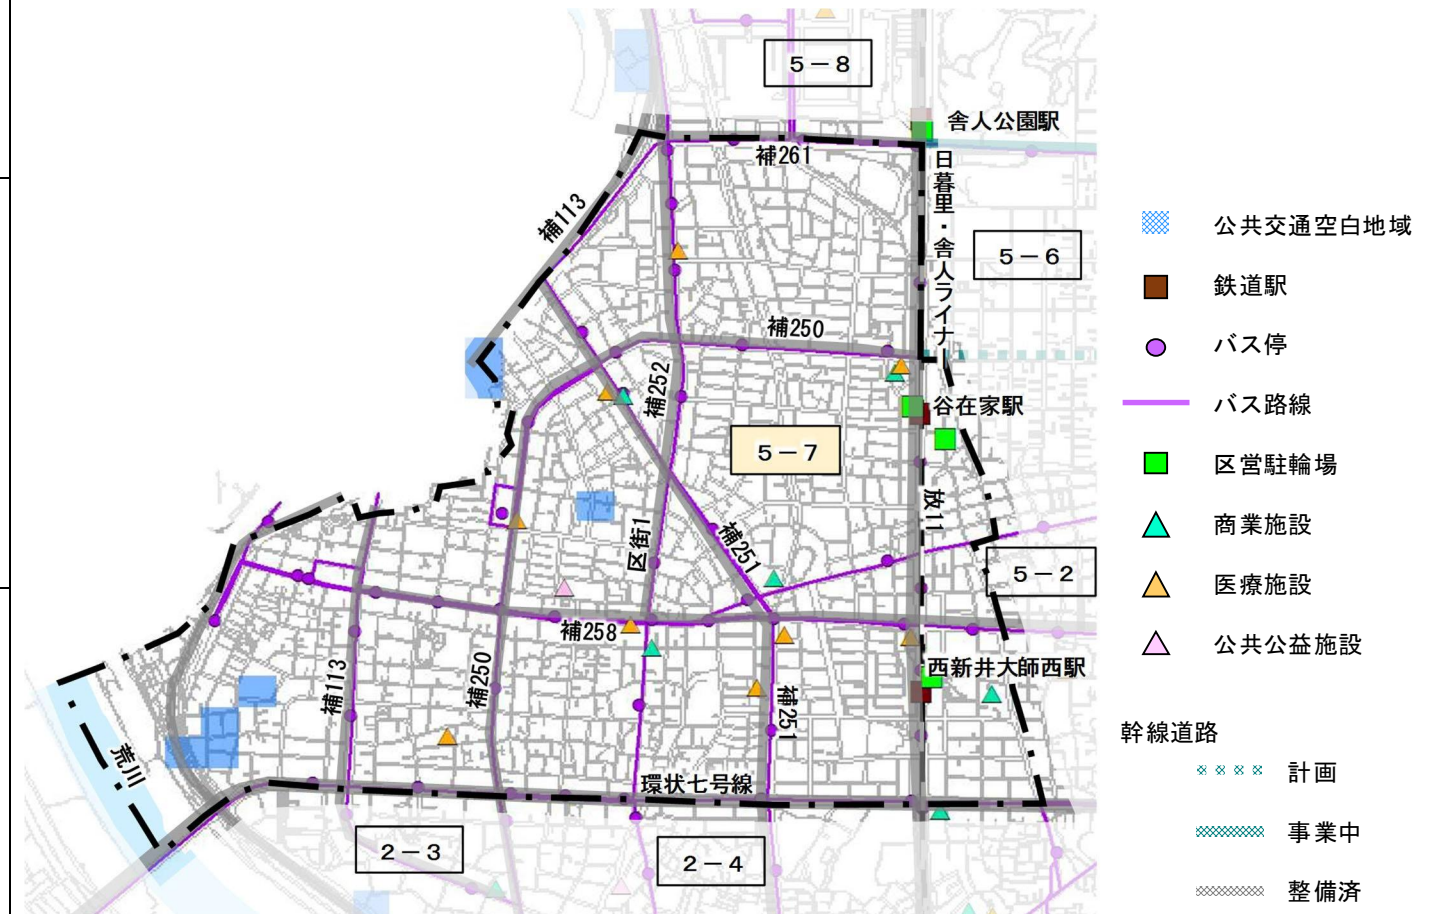 5－8
舎人公園駅
補261
日暮里・舎人ライナー
補113
5－6
補250
補252
谷在家駅
5－7
放11
区街1
補251
5－2
補258
西新井大師西駅
補113
補250
補251
荒川
環状七号線
2－3
2－4
公共交通空白地域
鉄道駅
バス停
バス路線
区営駐輪場
商業施設
医療施設
公共公益施設
幹線道路
計画
事業中
整備済